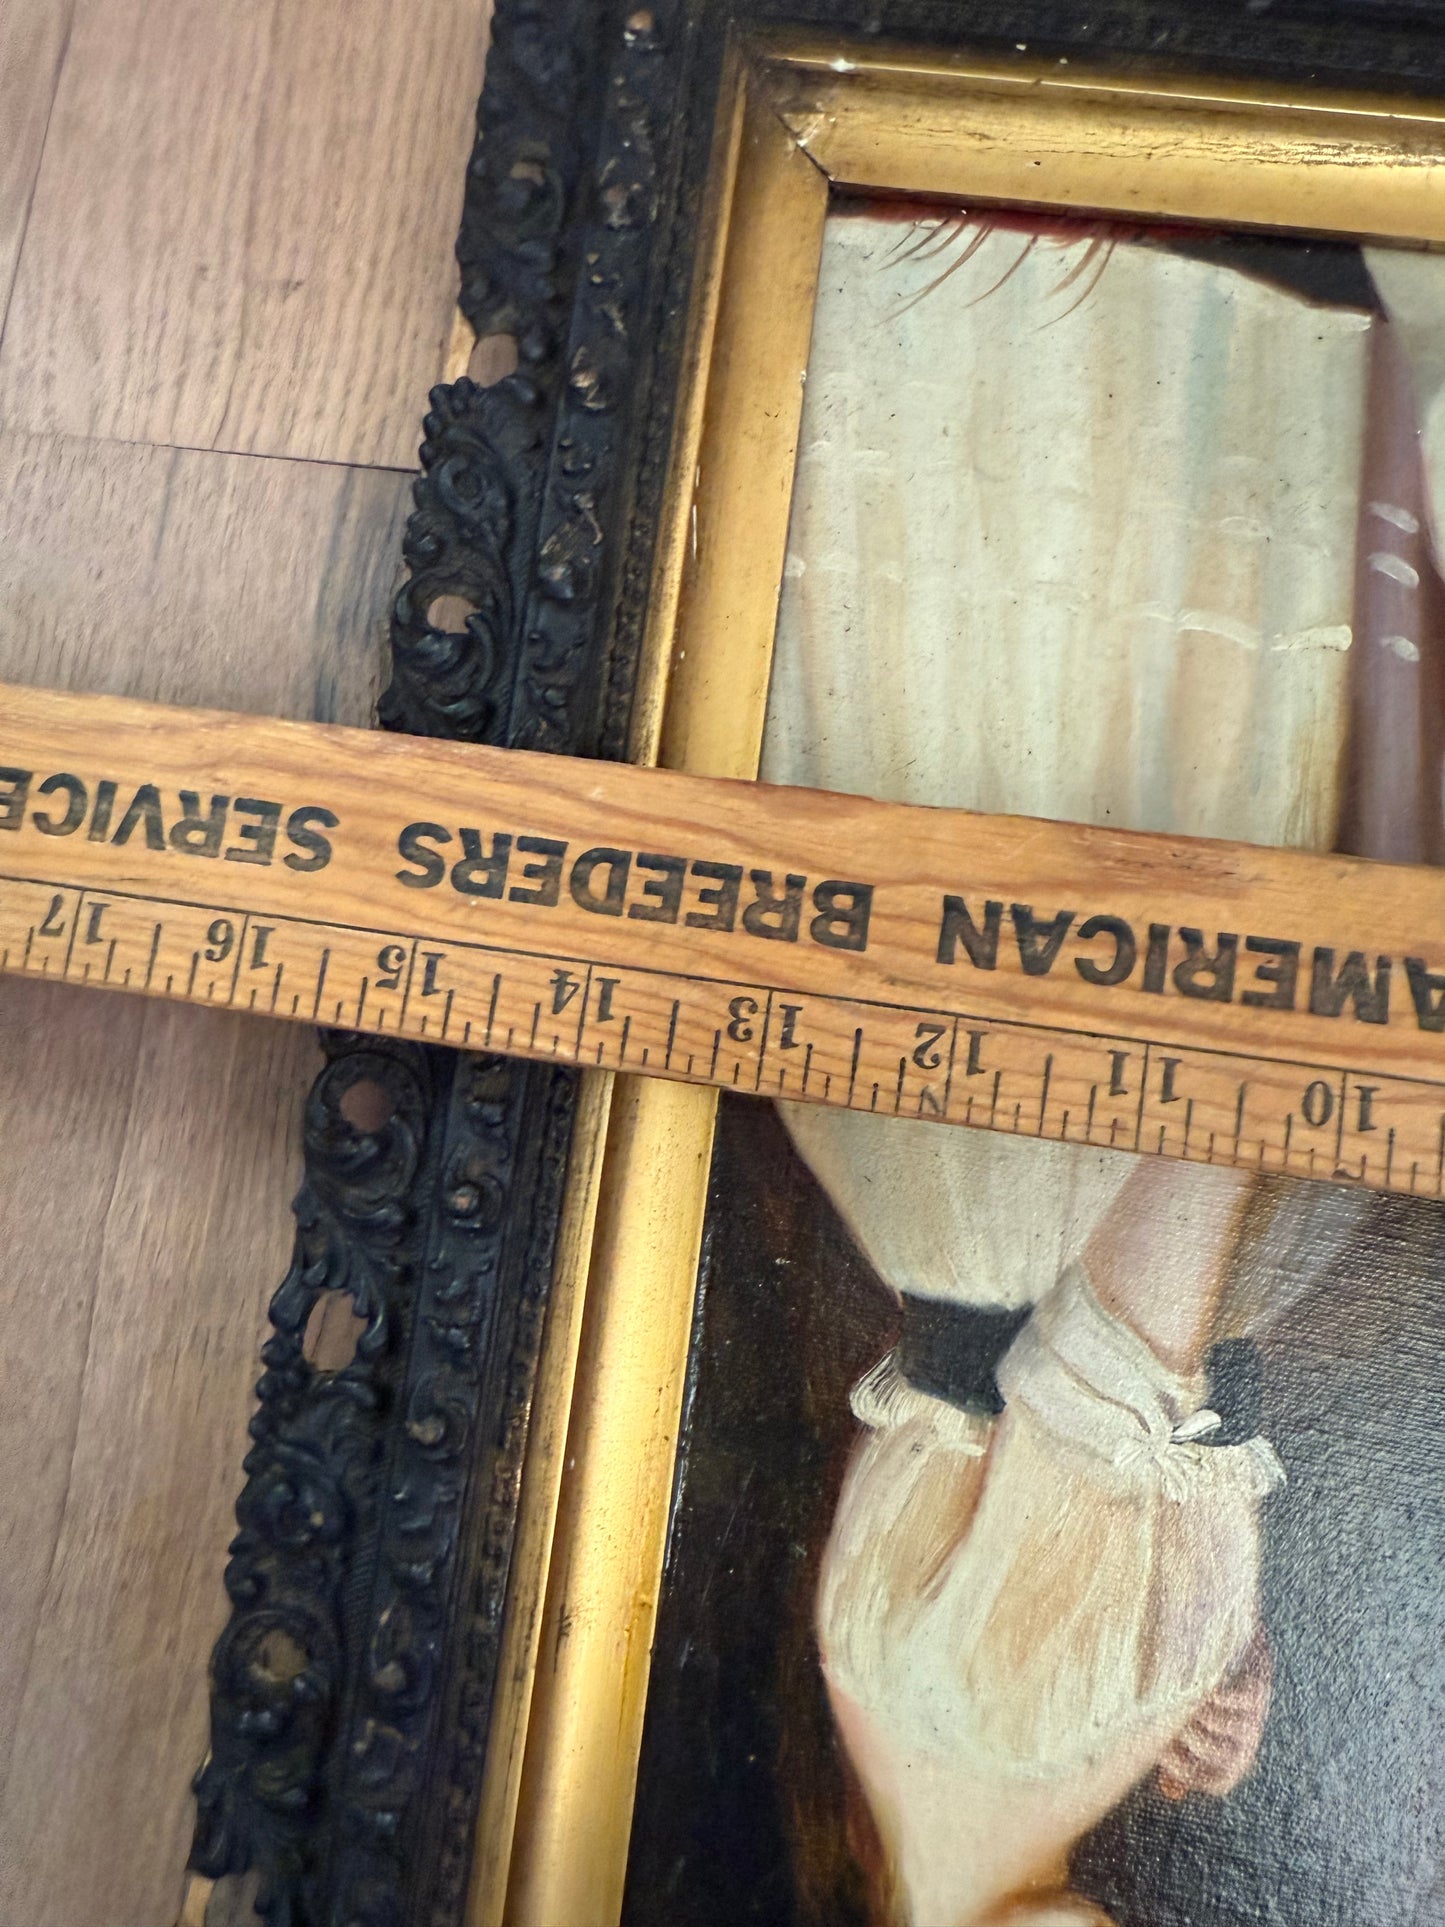 AMERICAN BREEDERS SERVICE
10 11 12 13 14 15 16 17